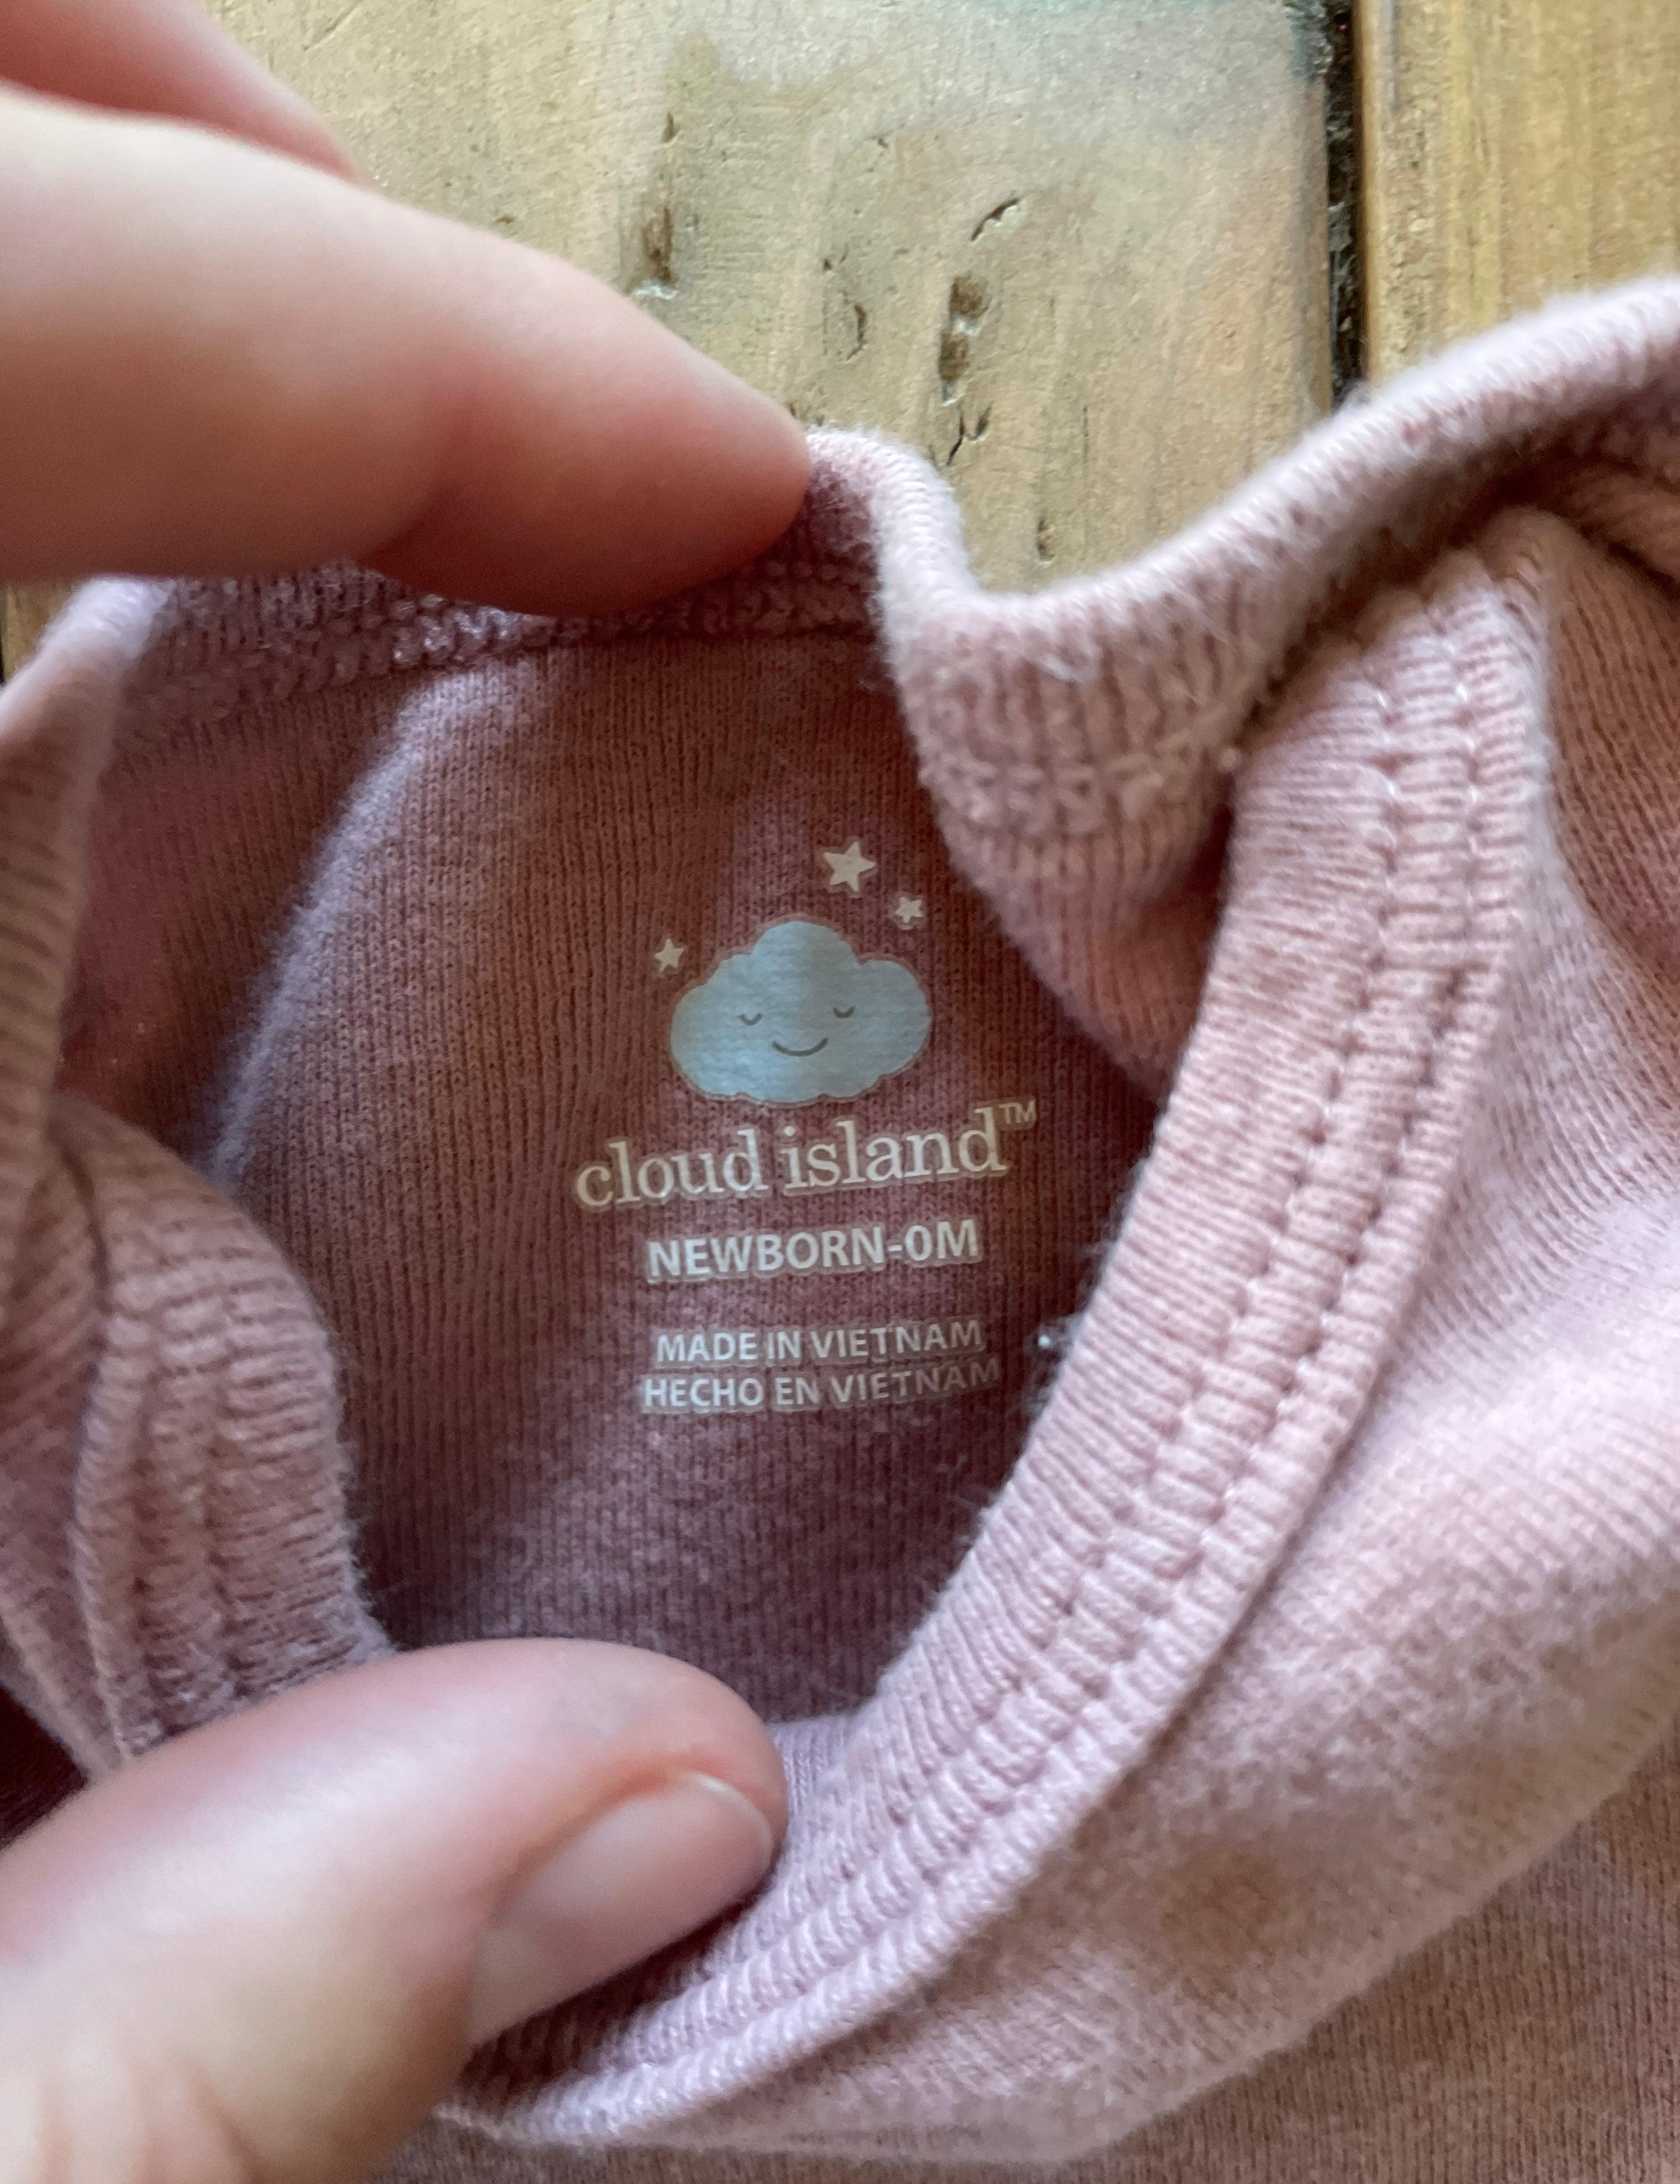 cloud island™
NEWBORN-0M
MADE IN VIETNAM
HECHO EN VIETNAM